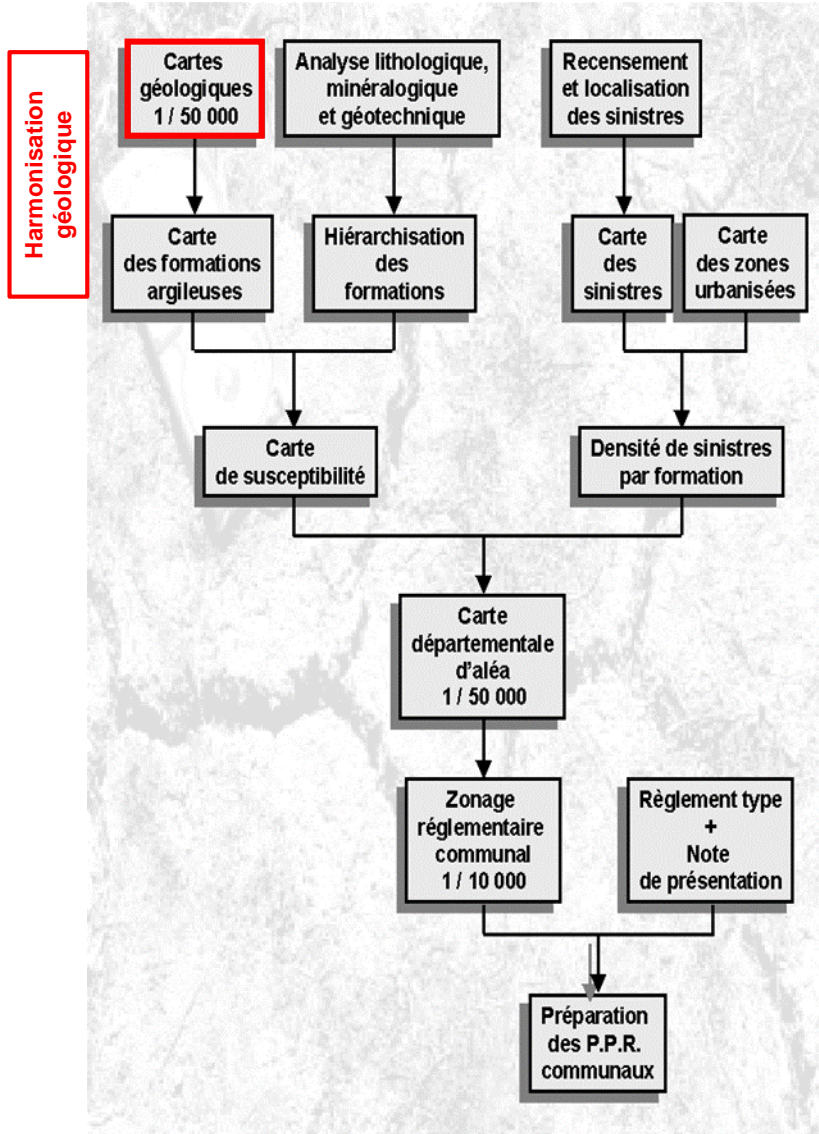 Harmonisation
géologique
Cartes
géologiques
1 / 50 000
Analyse lithologique,
minéralogique
et géotechnique
Recensement
et localisation
des sinistres
Carte
des formations
argileuses
Hiérarchisation
des
formations
Carte
des
sinistres
Carte
des zones
urbanisées
Carte
de susceptibilité
Densité de sinistres
par formation
Carte
départementale
d'aléa
1 / 50 000
Zonage
réglementaire
communal
1 / 10 000
Règlement type
+
Note
de présentation
Préparation
des P.P.R.
communaux